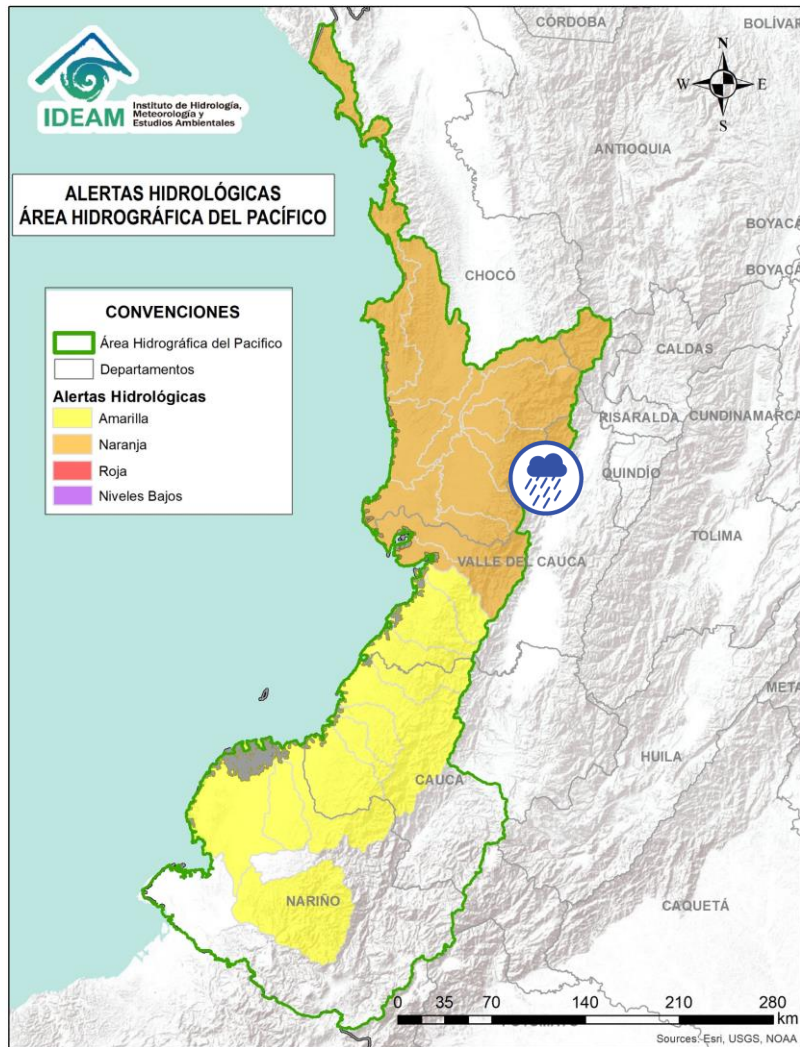 CÓRDOBA
BOLÍVAR
IDEAM
Instituto de Hidrología,
Meteorología y
Estudios Ambientales
N
W
E
S
ANTIOQUIA
ALERTAS HIDROLÓGICAS
ÁREA HIDROGRÁFICA DEL PACÍFICO
BOYACÁ
BOYACÁ
CHOCÓ
CONVENCIONES
Área Hidrográfica del Pacifico
Departamentos
Alertas Hidrológicas
Amarilla
Naranja
Roja
Niveles Bajos
CALDAS
RISARALDA
CUNDINAMARCA
QUINDÍO
TOLIMA
VALLE DEL CAUCA
META
HUILA
CAUCA
NARIÑO
CAQUETÁ
0 35 70 140 210 280
km
Sources: Esri, USGS, NOAA